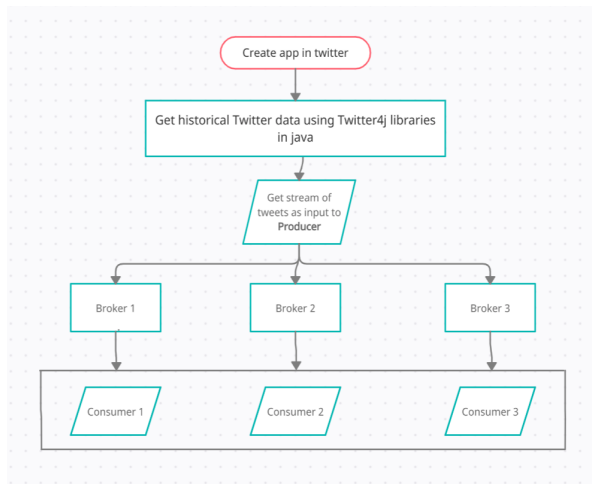 Create app in twitter
Get historical Twitter data using Twitter4j libraries
in java
Get stream of
tweets as input to
Producer
Broker 1
Broker 2
Broker 3
Consumer 1
Consumer 2
Consumer 3